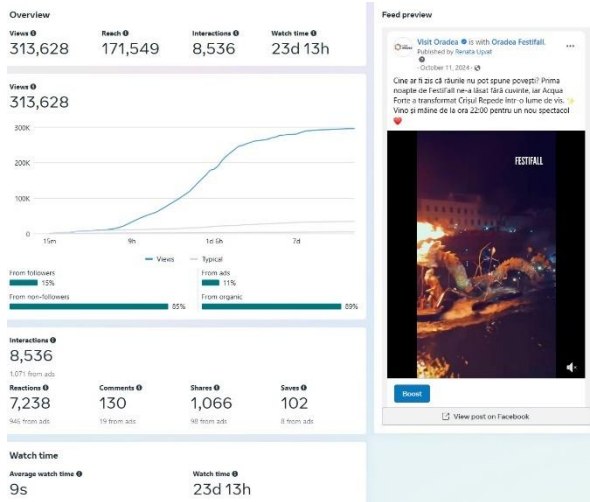 Overview
Views Reach Interactions Watch time
313,628 171,549 8,536 23d 13h
Views
313,628
300K
200K
100K
0
15m 9h 1d 6h 7d
Views Typical
From followers From ads
15% 11%
From non-followers From organic
85% 89%
Interactions
8,536
1,071 from ads
Reactions Comments Shares Saves
7,238 130 1,066 102
946 from ads 19 from ads 98 from ads 8 from ads
Watch time
Average watch time Watch time
9s 23d 13h
Feed preview
Visit Oradea is with Oradea Festifall.
Published by Renata Ușvat
· October 11, 2024 ·
Cine ar fi zis că râurile nu pot spune povești? Prima
noapte de FestiFall ne-a lăsat fără cuvinte, iar Acqua
Forte a transformat Crișul Repede într-o lume de vis.
Vino și mâine de la ora 22:00 pentru un nou spectacol
FESTIFALL
Boost
View post on Facebook